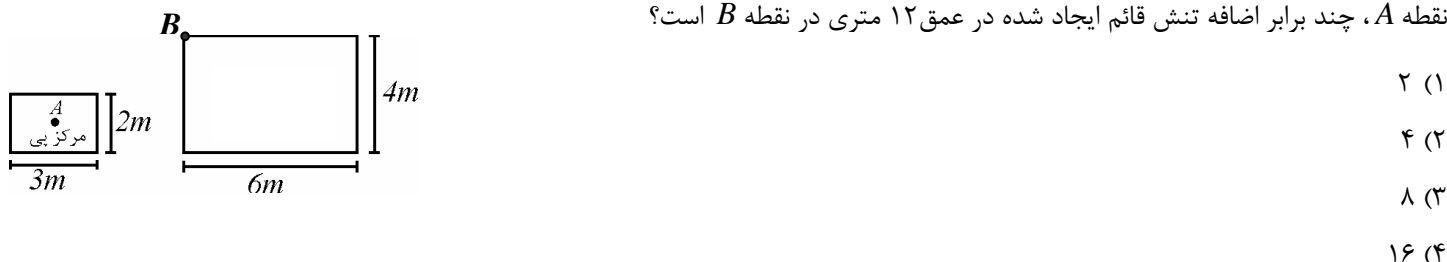 نقطه A، چند برابر اضافه تنش قائم ایجاد شده در عمق ۱۲ متری در نقطه B است؟
۱) ۲
۲) ۴
۳) ۸
۴) ۱۶
B
4m
6m
A
مرکز پی
2m
3m